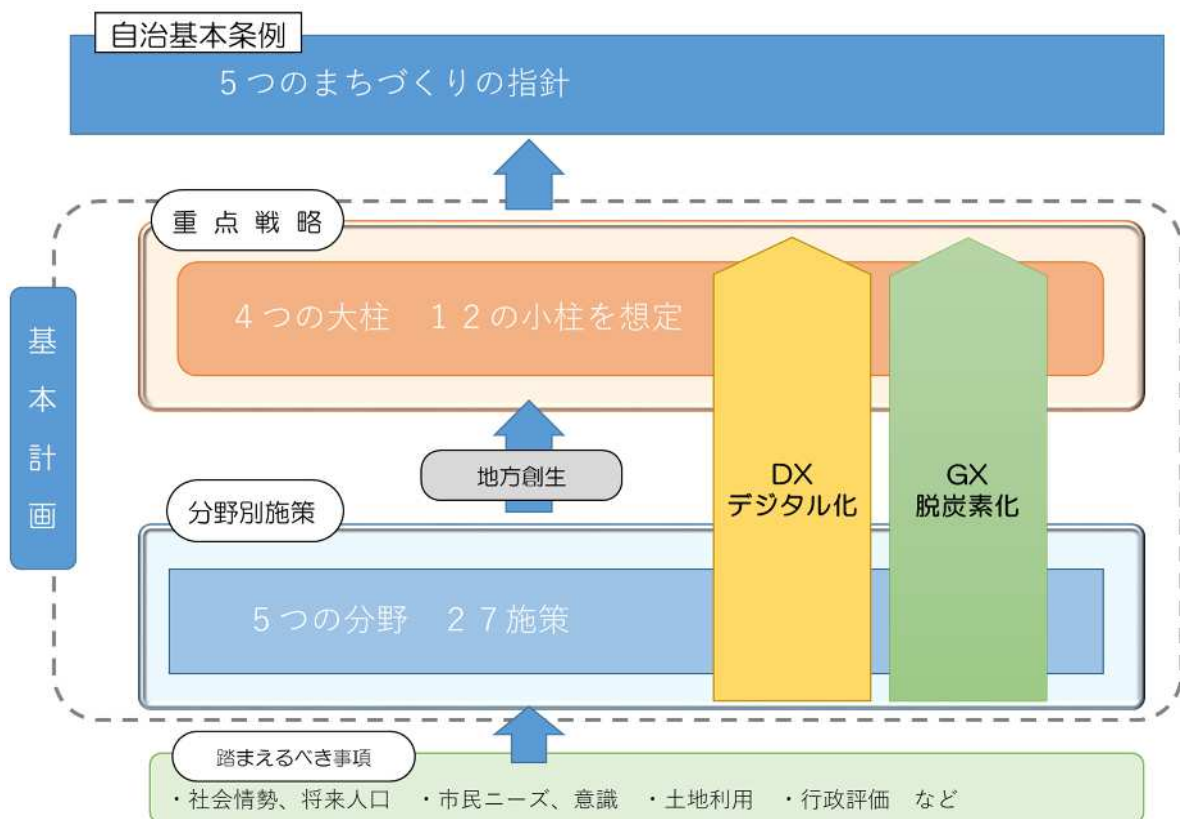 自治基本条例
５つのまちづくりの指針
重点戦略
４つの大柱　１２の小柱を想定
基本計画
地方創生
DX
デジタル化
GX
脱炭素化
分野別施策
５つの分野　２７施策
踏まえるべき事項
・社会情勢、将来人口　・市民ニーズ、意識　・土地利用　・行政評価　など